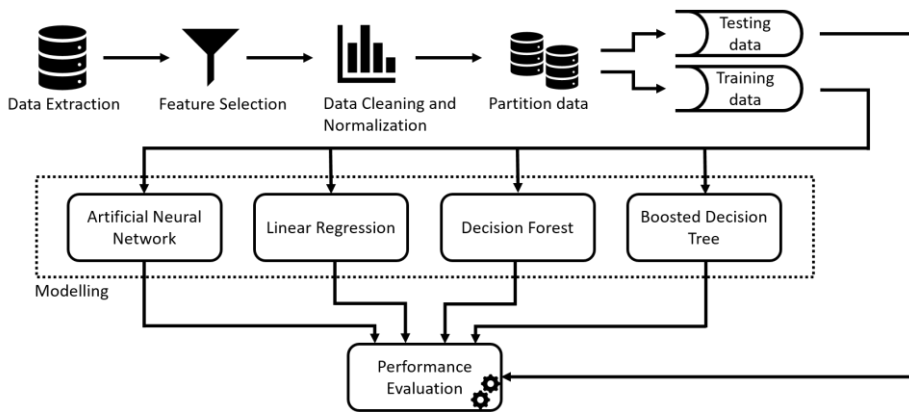 Testing
data
Training
data
Data Extraction
Feature Selection
Data Cleaning and
Normalization
Partition data
Artificial Neural
Network
Linear Regression
Decision Forest
Boosted Decision
Tree
Modelling
Performance
Evaluation